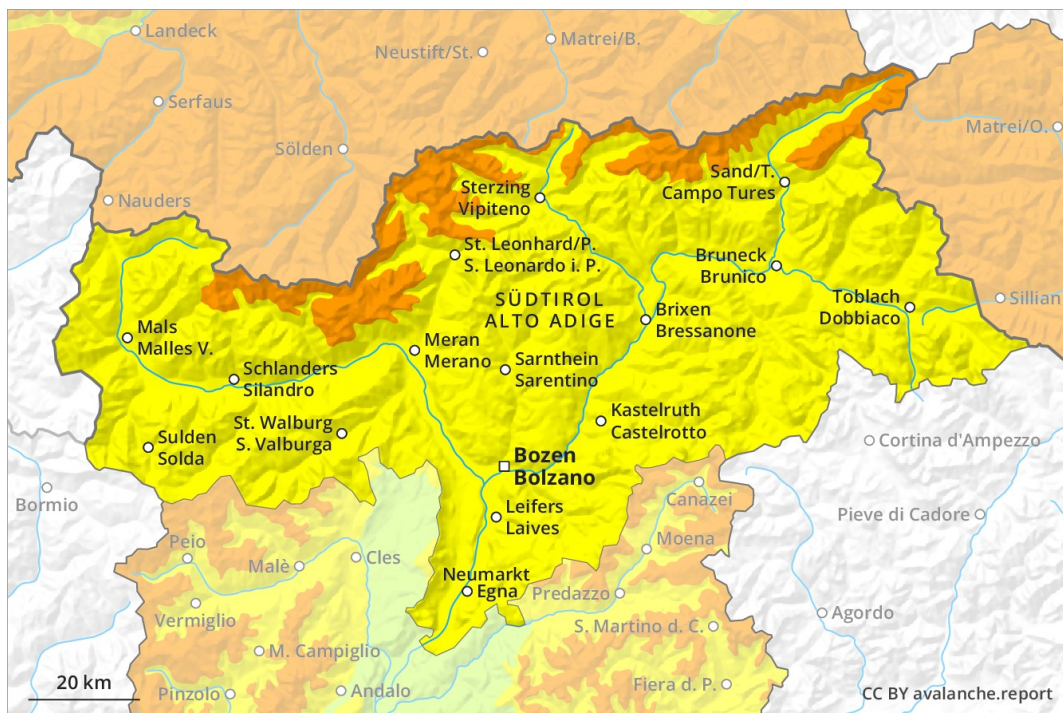 Landeck
Matrei/B.
Neustift/St.
Serfaus
Matrei/O.
Sölden
Sand/T.
Campo Tures
Sterzing
Vipiteno
Nauders
St. Leonhard/P.
S. Leonardo i. P.
Bruneck
Brunico
SÜDTIROL
ALTO ADIGE
Toblach
Dobbiaco
Sillian
Brixen
Bressanone
Mals
Malles V.
Meran
Merano
Sarnthein
Sarentino
Schlanders
Silandro
Kastelruth
Castelrotto
St. Walburg
S. Valburga
Sulden
Solda
Cortina d'Ampezzo
Bozen
Bolzano
Bormio
Canazei
Leifers
Laives
Pieve di Cadore
Moena
Peio
Cles
Malè
Neumarkt
Egna
Predazzo
Vermiglio
Agordo
S. Martino d. C.
M. Campiglio
20 km
Pinzolo
Andalo
Fiera d. P.
CC BY avalanche.report